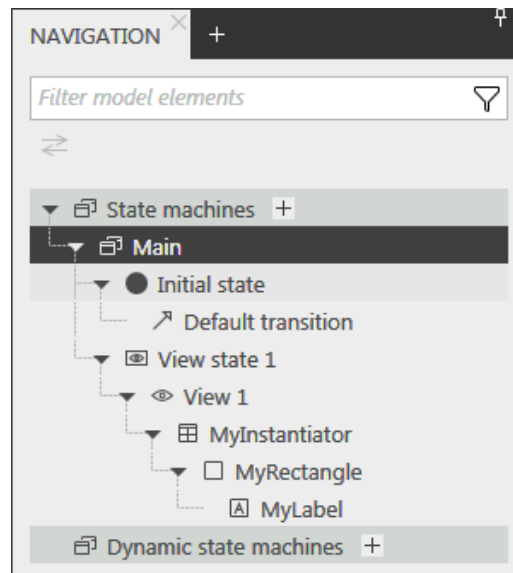 NAVIGATION
Filter model elements
State machines
Main
Initial state
Default transition
View state 1
View 1
MyInstantiator
MyRectangle
A MyLabel
Dynamic state machines